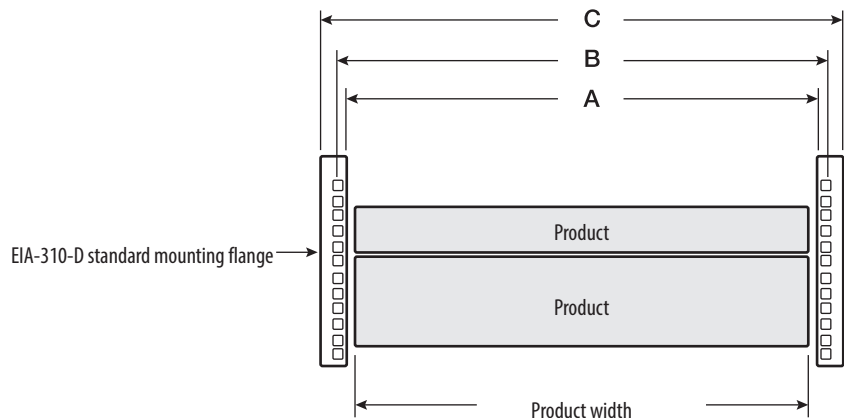 C
B
A
Product
EIA-310-D standard mounting flange
Product
Product width